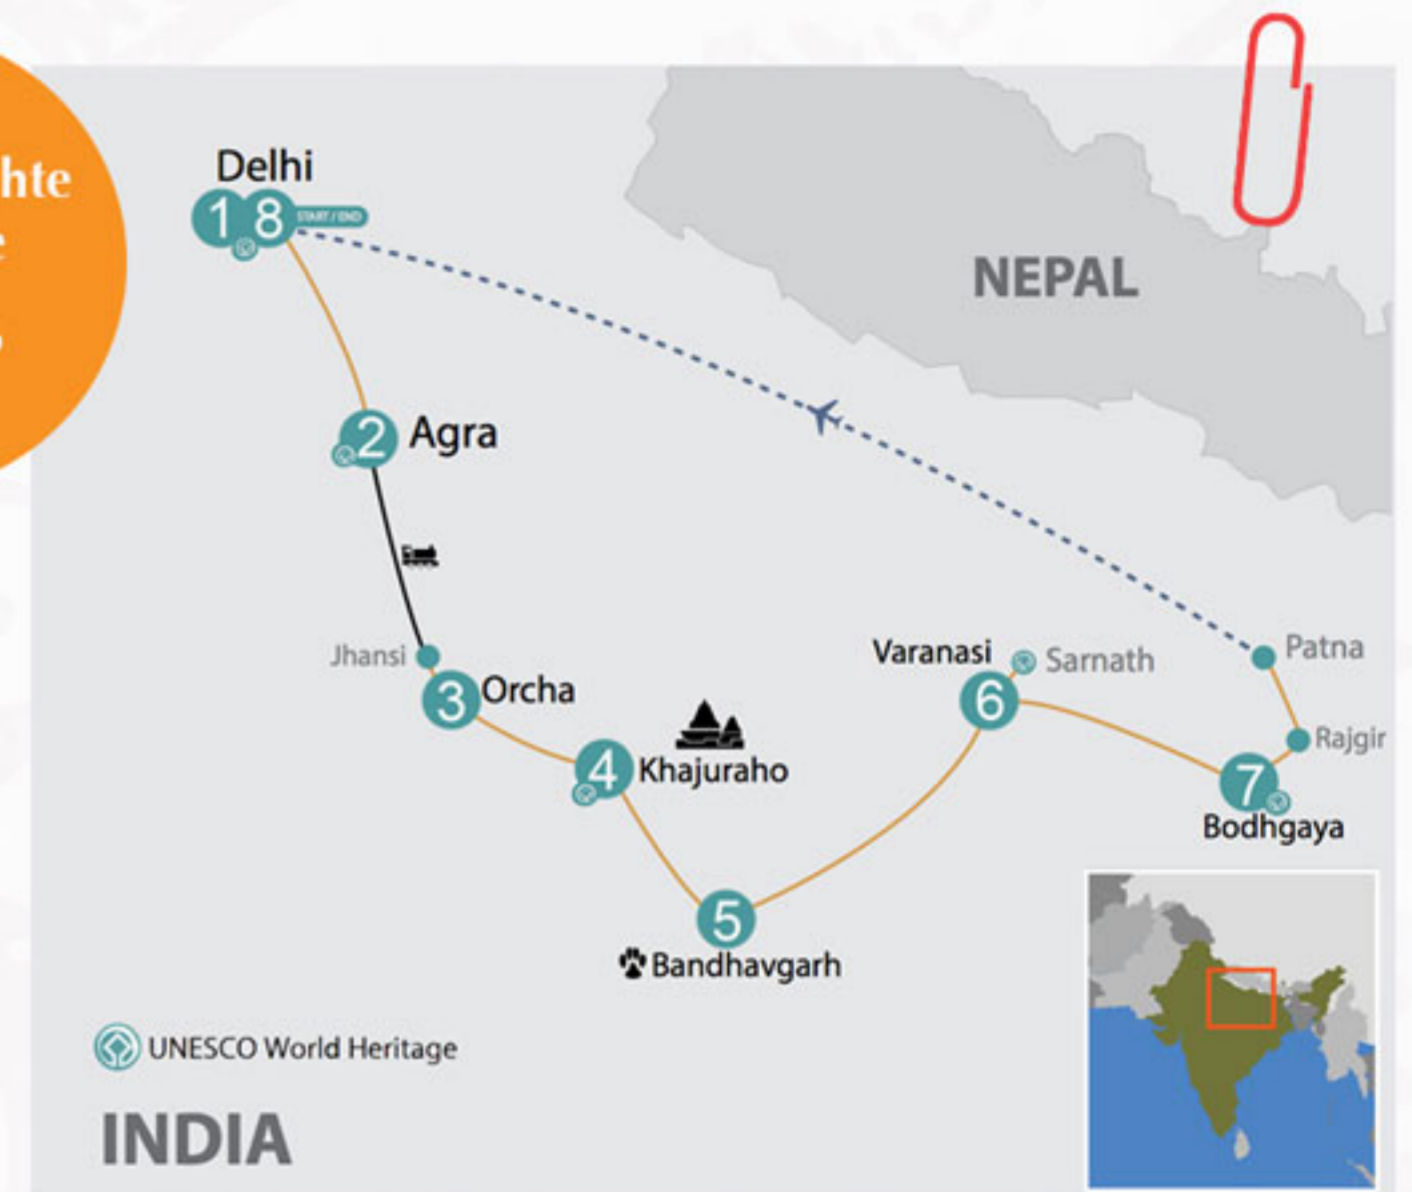 hte
e
Delhi
1 8 START / END
NEPAL
2 Agra
Jhansi
3 Orcha
Varanasi
Sarnath
6
Patna
Rajgir
4 Khajuraho
7
Bodhgaya
5
Bandhavgarh
UNESCO World Heritage
INDIA